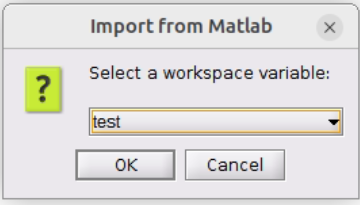 Import from Matlab
Select a workspace variable:
test
OK Cancel